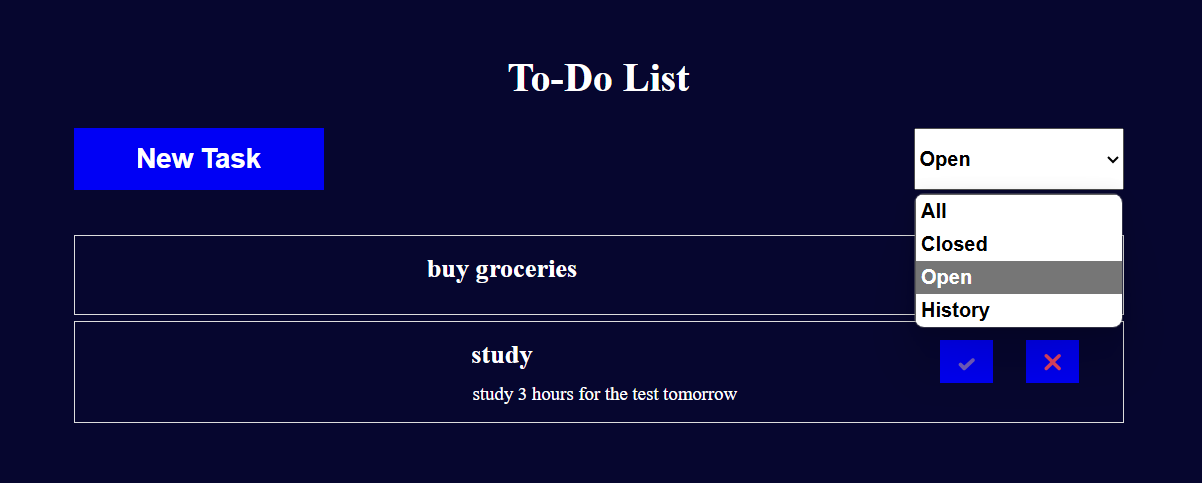 To-Do List
New Task
Open
All
Closed
Open
History
buy groceries
study
study 3 hours for the test tomorrow